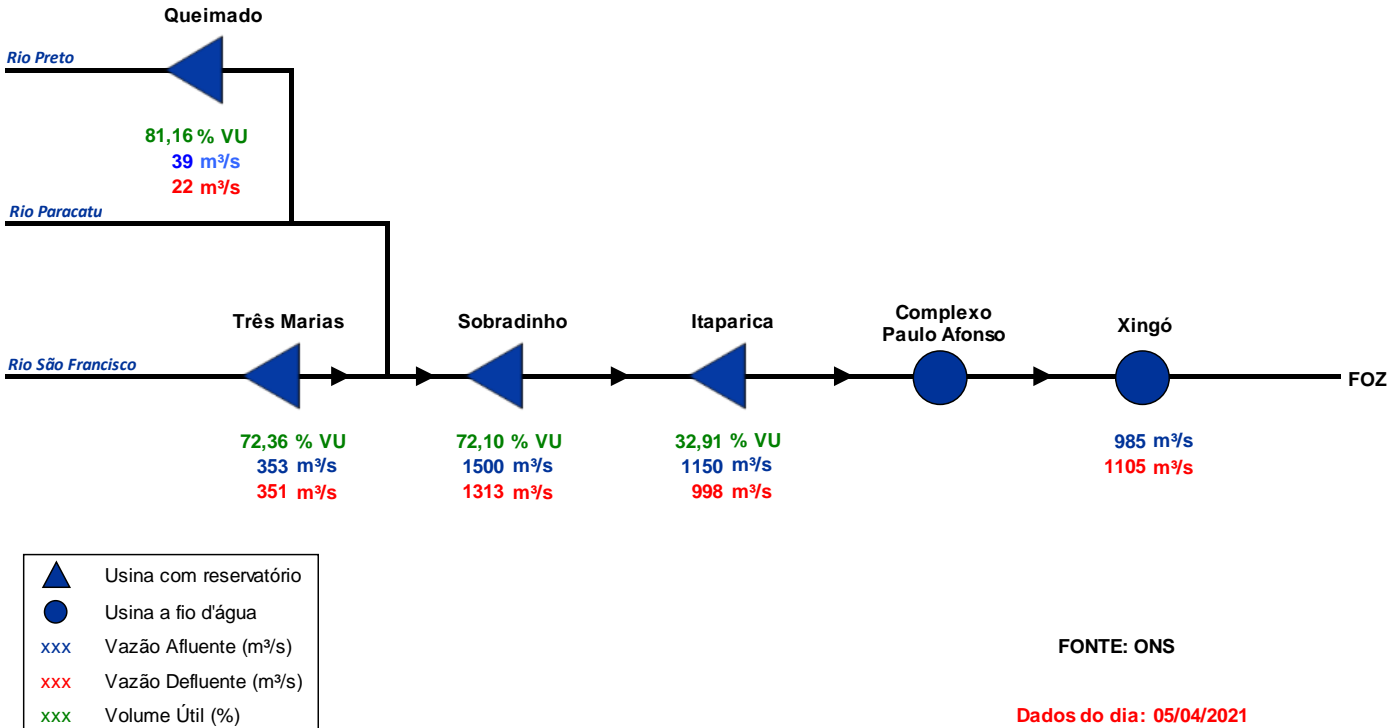 Queimado
Rio Preto
81,16 % VU
39 m³/s
22 m³/s
Rio Paracatu
Três Marias
Sobradinho
Itaparica
Complexo
Paulo Afonso
Xingó
Rio São Francisco
FOZ
72,36 % VU
353 m³/s
351 m³/s
72,10 % VU
1500 m³/s
1313 m³/s
32,91 % VU
1150 m³/s
998 m³/s
985 m³/s
1105 m³/s
Usina com reservatório
Usina a fio d'água
xxx Vazão Afluente (m³/s)
xxx Vazão Defluente (m³/s)
xxx Volume Útil (%)
FONTE: ONS
Dados do dia: 05/04/2021